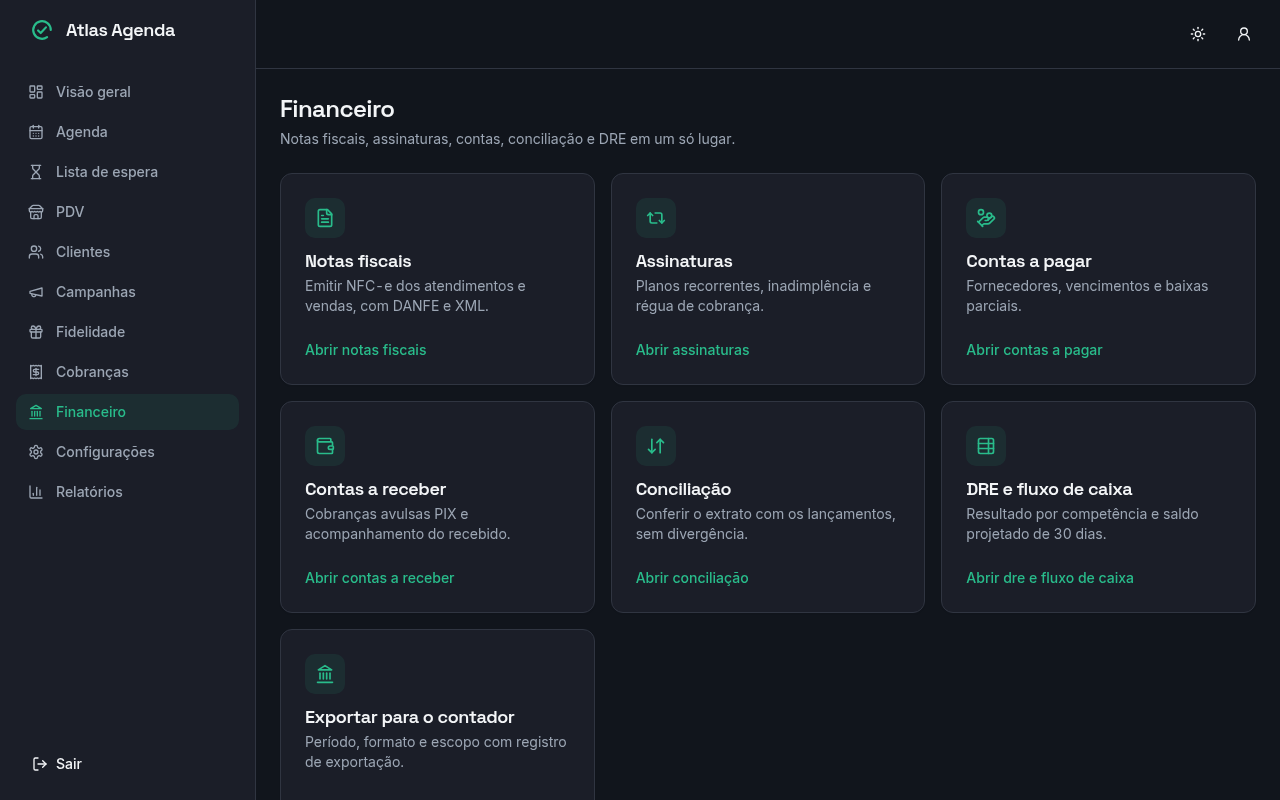 Atlas Agenda
Visão geral
Agenda
Lista de espera
PDV
Clientes
Campanhas
Fidelidade
Cobranças
Financeiro
Configurações
Relatórios
Sair
Financeiro
Notas fiscais, assinaturas, contas, conciliação e DRE em um só lugar.
Notas fiscais
Emitir NFC-e dos atendimentos e
vendas, com DANFE e XML.
Abrir notas fiscais
Assinaturas
Planos recorrentes, inadimplência e
régua de cobrança.
Abrir assinaturas
Contas a pagar
Fornecedores, vencimentos e baixas
parciais.
Abrir contas a pagar
Contas a receber
Cobranças avulsas PIX e
acompanhamento do recebido.
Abrir contas a receber
Conciliação
Conferir o extrato com os lançamentos,
sem divergência.
Abrir conciliação
DRE e fluxo de caixa
Resultado por competência e saldo
projetado de 30 dias.
Abrir dre e fluxo de caixa
Exportar para o contador
Período, formato e escopo com registro
de exportação.